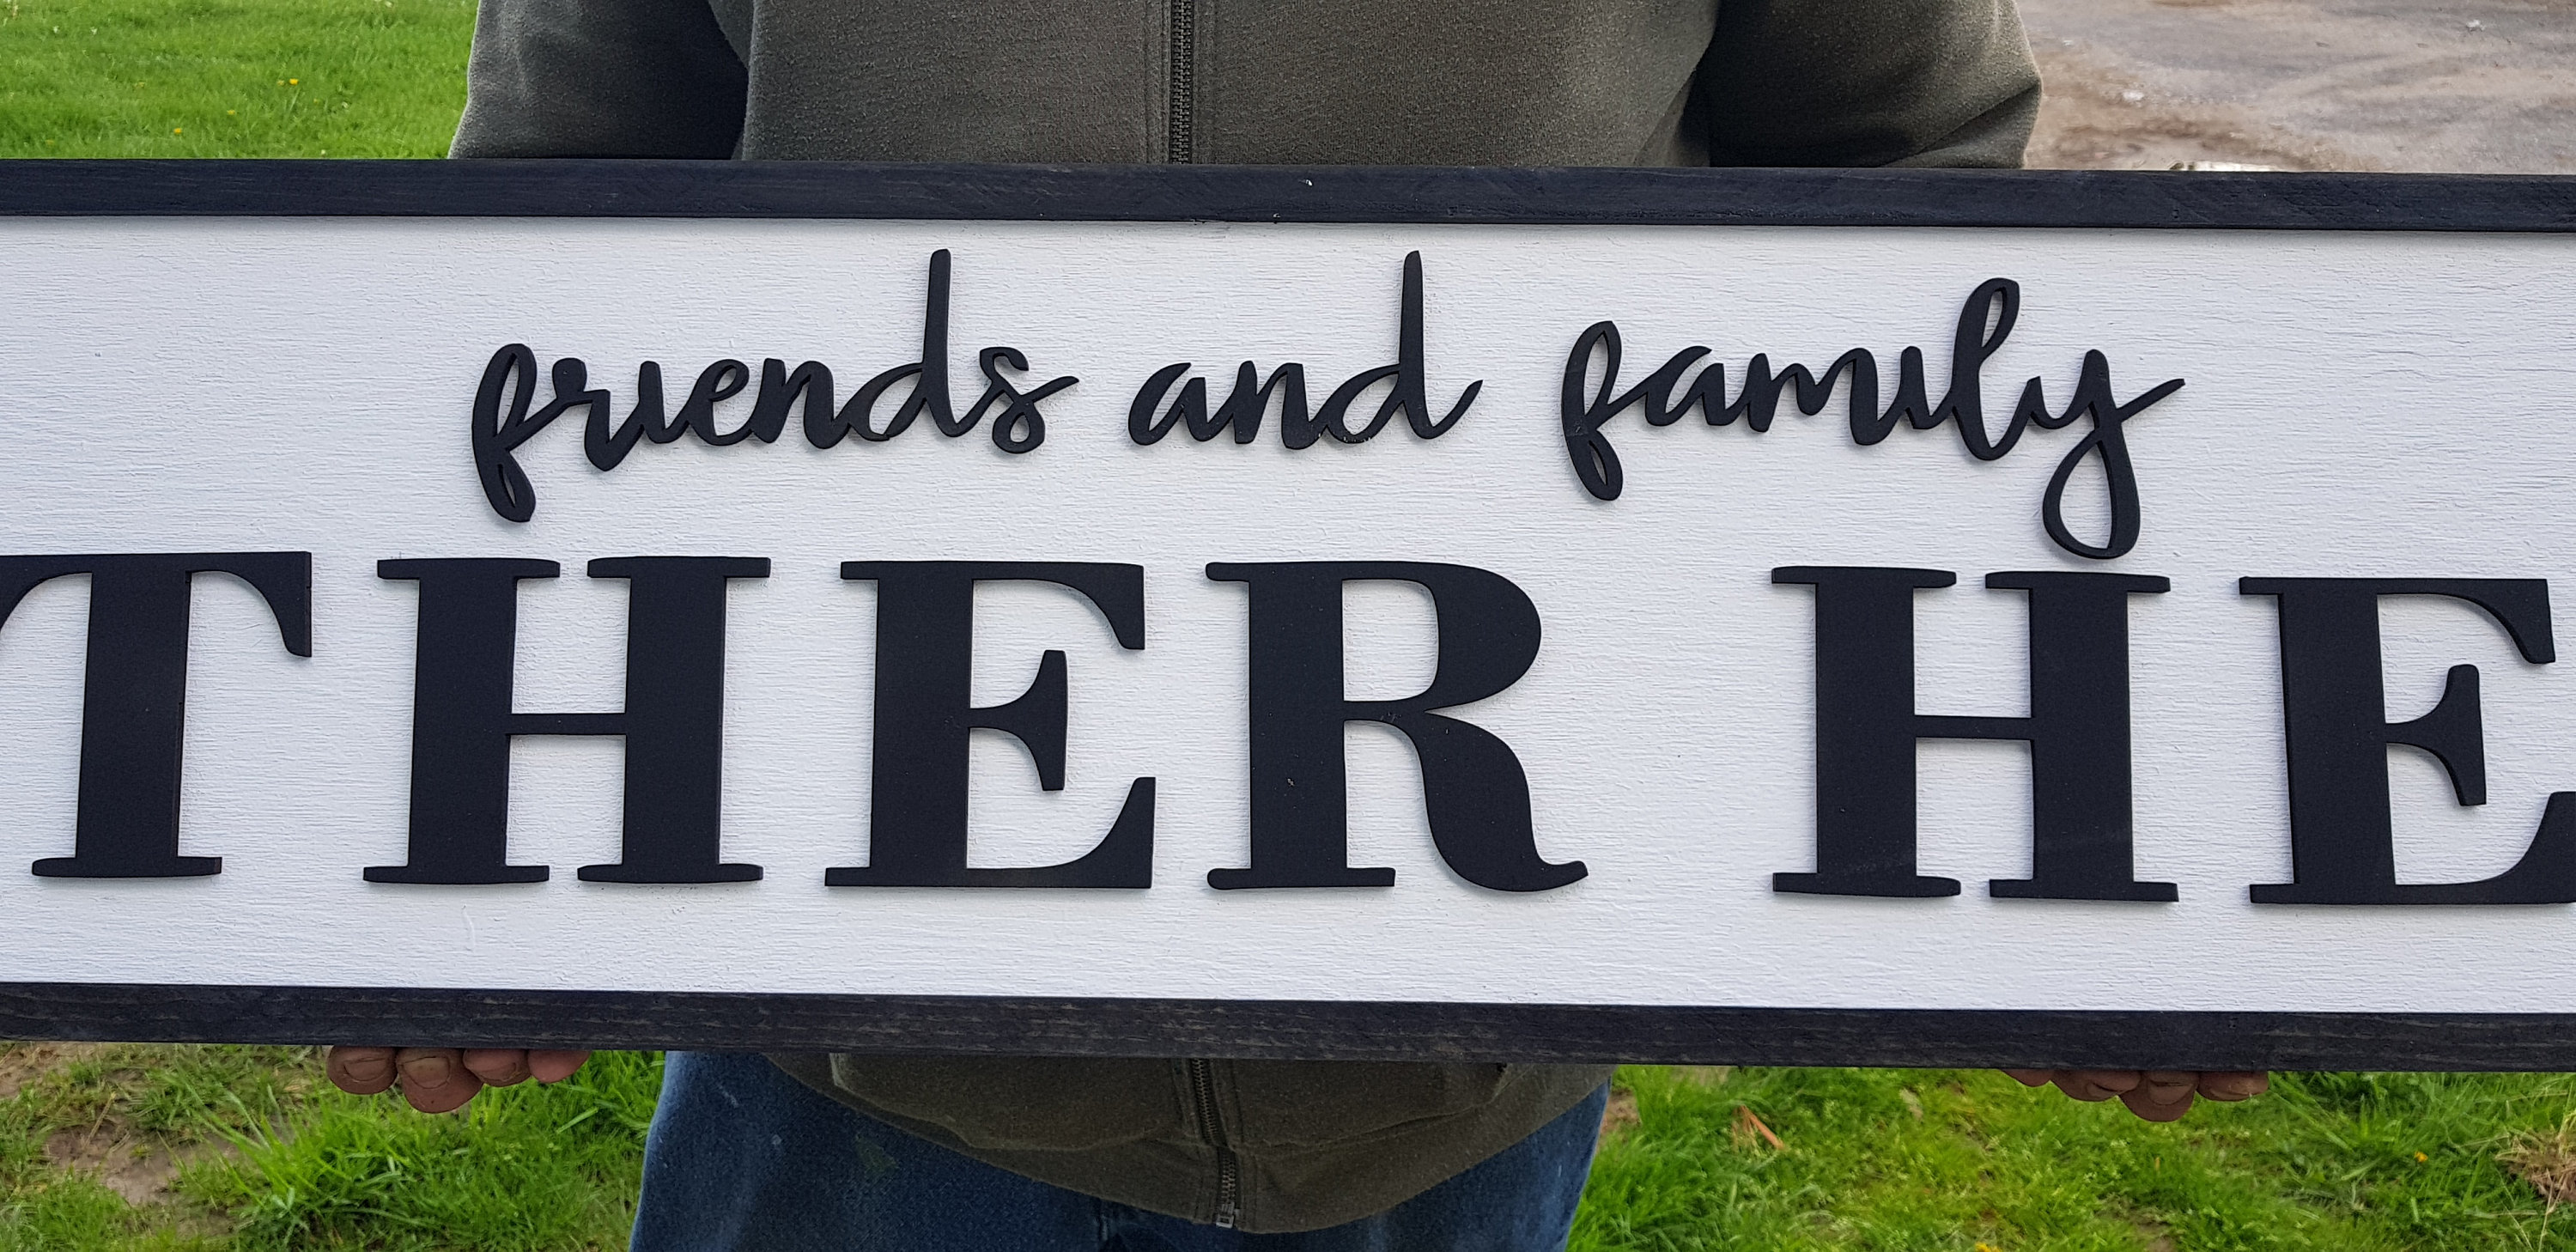 friends and family
THER HE